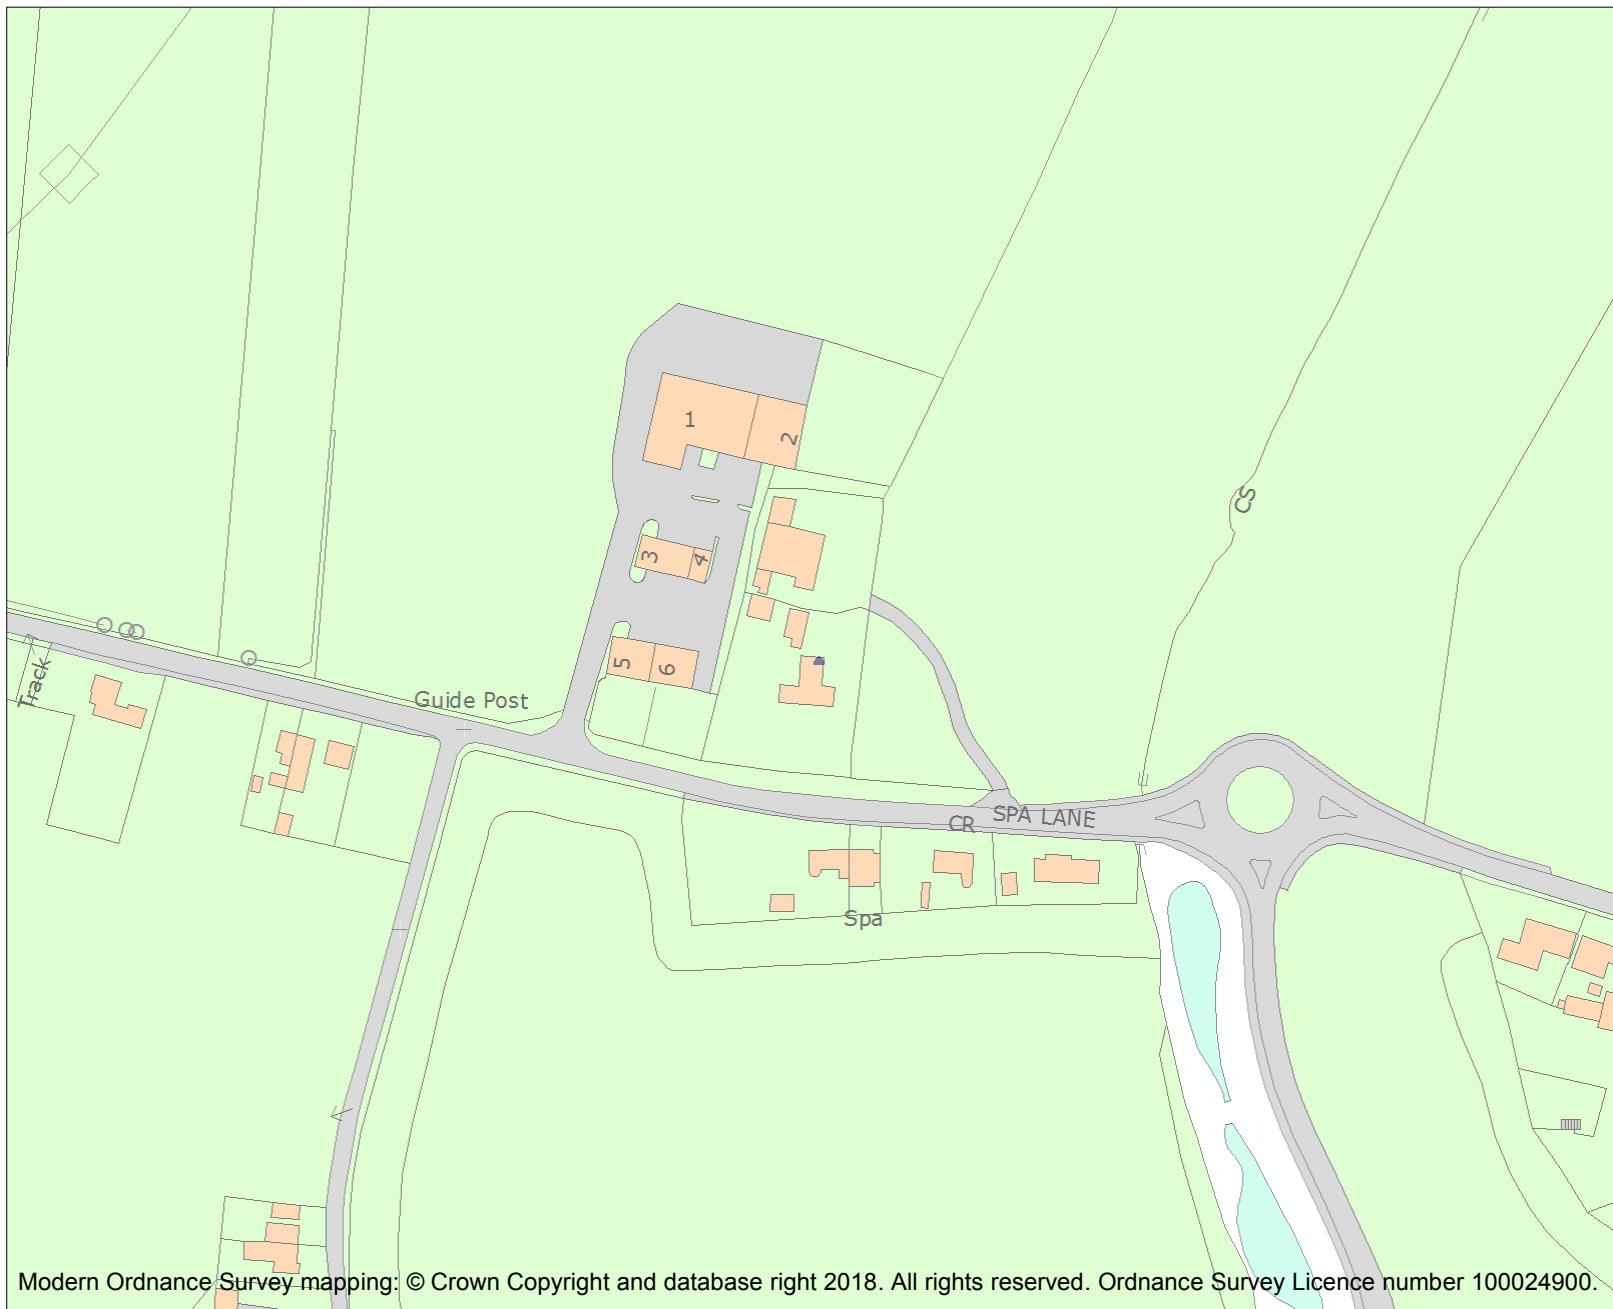 1
2
CS
3
4
5
6
Track
Guide Post
SPA LANE
CR
Spa
Modern Ordnance Survey mapping: © Crown Copyright and database right 2018. All rights reserved. Ordnance Survey Licence number 100024900.